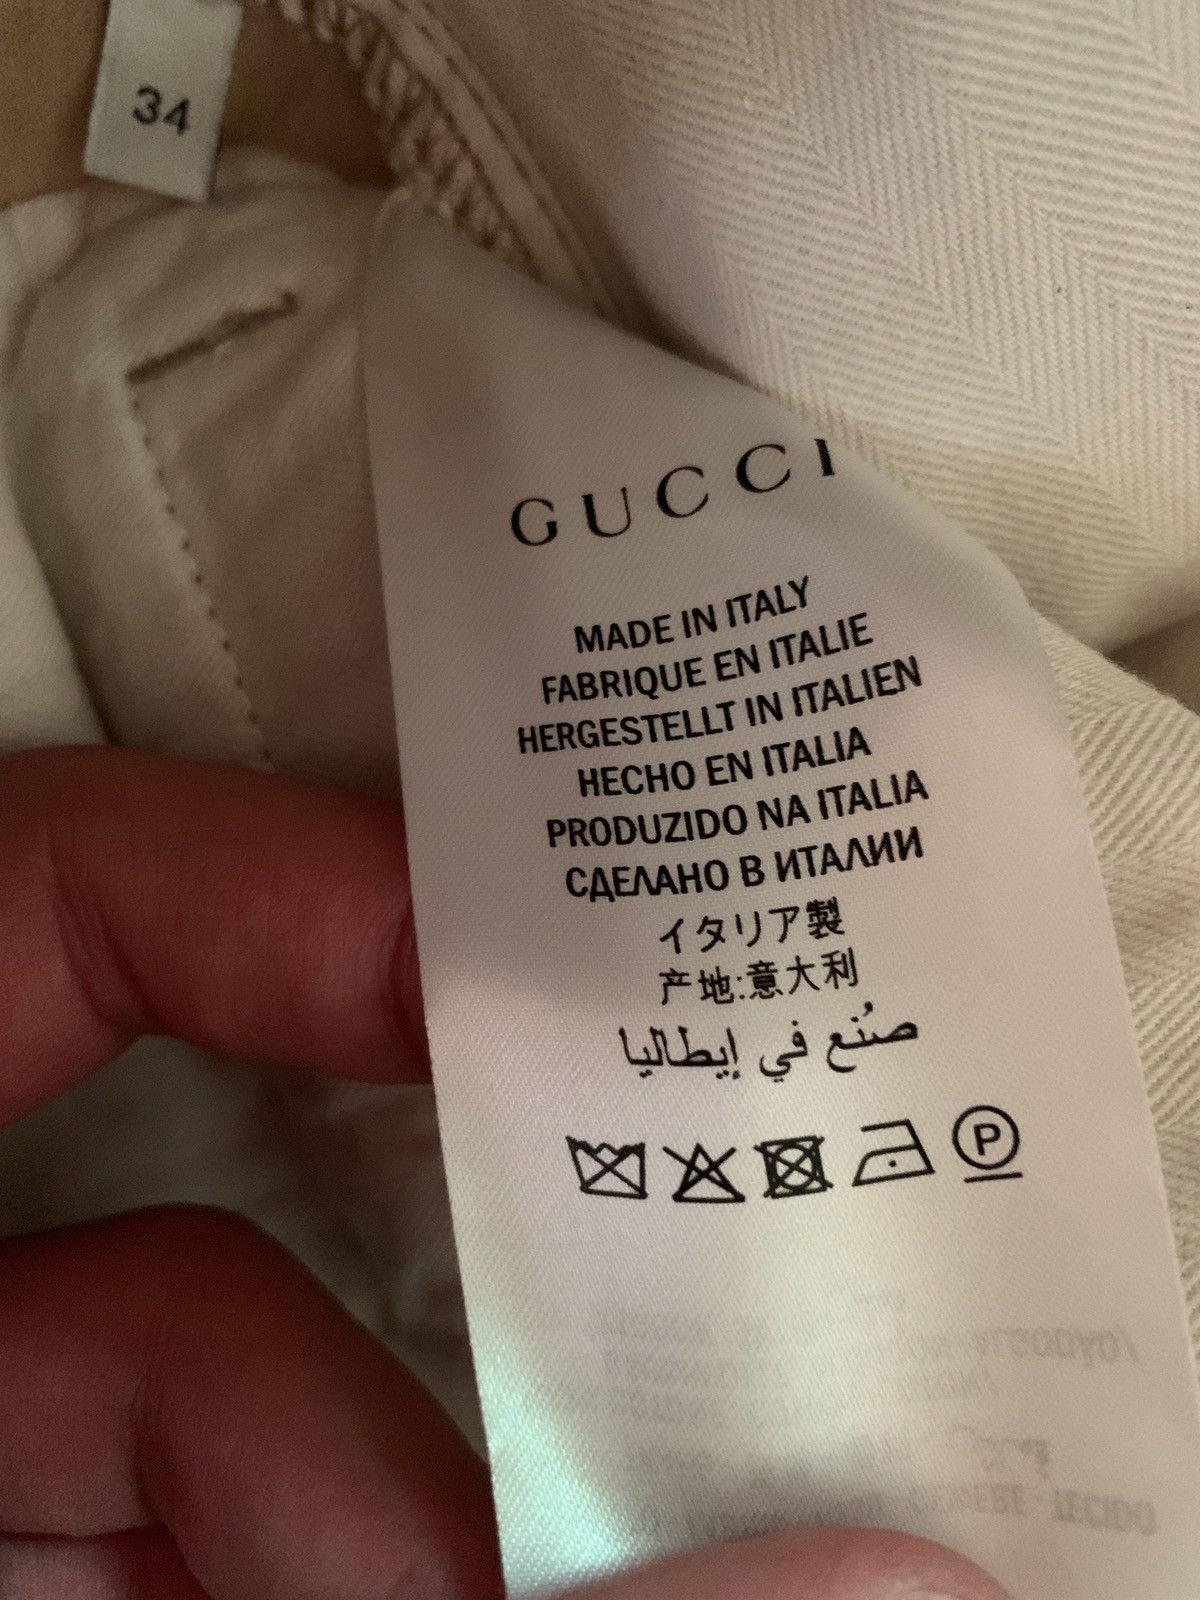 34
GUCCI
MADE IN ITALY
FABRIQUE EN ITALIE
HERGESTELLT IN ITALIEN
HECHO EN ITALIA
PRODUZIDO NA ITALIA
СДЕЛАНО В ИТАЛИИ
イタリア製
产地:意大利
صُنع في إيطاليا
P